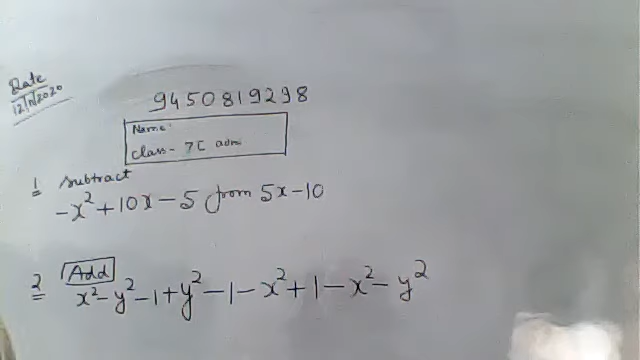 Date
12/11/2020
9450819298
Name:
Class- 7C adm
1 subtract
-x² + 10x - 5 from 5x - 10
2 Add
x² - y² - 1 + y² - 1 - x² + 1 - x² - y²